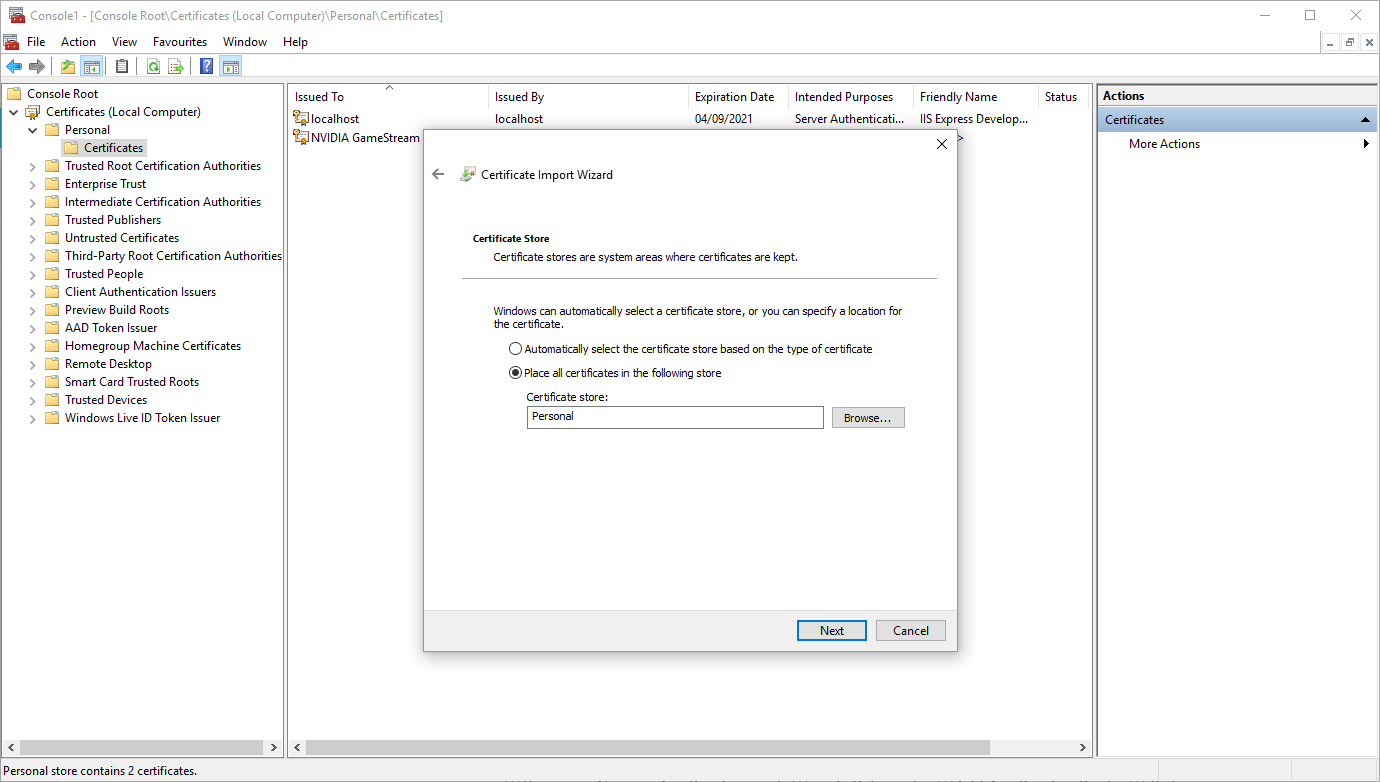 Console1 - [Console Root\Certificates (Local Computer)\Personal\Certificates]
File Action View Favourites Window Help
Console Root
Certificates (Local Computer)
Personal
Certificates
Trusted Root Certification Authorities
Enterprise Trust
Intermediate Certification Authorities
Trusted Publishers
Untrusted Certificates
Third-Party Root Certification Authorities
Trusted People
Client Authentication Issuers
Preview Build Roots
AAD Token Issuer
Homegroup Machine Certificates
Remote Desktop
Smart Card Trusted Roots
Trusted Devices
Windows Live ID Token Issuer
Issued To Issued By Expiration Date Intended Purposes Friendly Name Status
localhost localhost 04/09/2021 Server Authenticati... IIS Express Develop...
NVIDIA GameStream >
Certificate Import Wizard
Certificate Store
Certificate stores are system areas where certificates are kept.
Windows can automatically select a certificate store, or you can specify a location for
the certificate.
Automatically select the certificate store based on the type of certificate
Place all certificates in the following store
Certificate store:
Personal
Browse...
Next Cancel
Actions
Certificates
More Actions
Personal store contains 2 certificates.